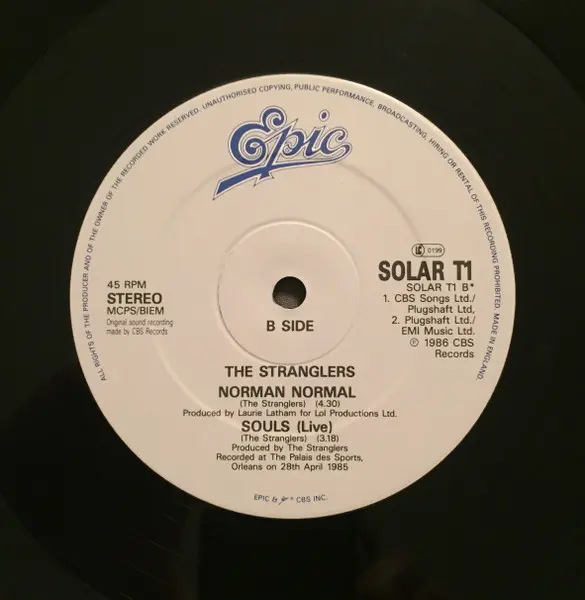 ALL RIGHTS OF THE PRODUCER AND OF THE OWNER OF THE RECORDED WORK RESERVED. UNAUTHORISED COPYING, PUBLIC PERFORMANCE, BROADCASTING, HIRING OR RENTAL OF THIS RECORDING PROHIBITED. MADE IN ENGLAND.
Epic
45 RPM
STEREO
MCPS/BIEM
Original sound recording
made by CBS Records
LC 0199
SOLAR T1
SOLAR T1 B*
1. CBS Songs Ltd./
Plugshaft Ltd,
2. Plugshaft Ltd./
EMI Music Ltd.
℗ 1986 CBS
Records
B SIDE
THE STRANGLERS
NORMAN NORMAL
(The Stranglers) (4.30)
Produced by Laurie Latham for Lol Productions Ltd.
SOULS (Live)
(The Stranglers) (3.18)
Produced by The Stranglers
Recorded at The Palais des Sports,
Orleans on 28th April 1985
EPIC & Epic ® CBS INC.